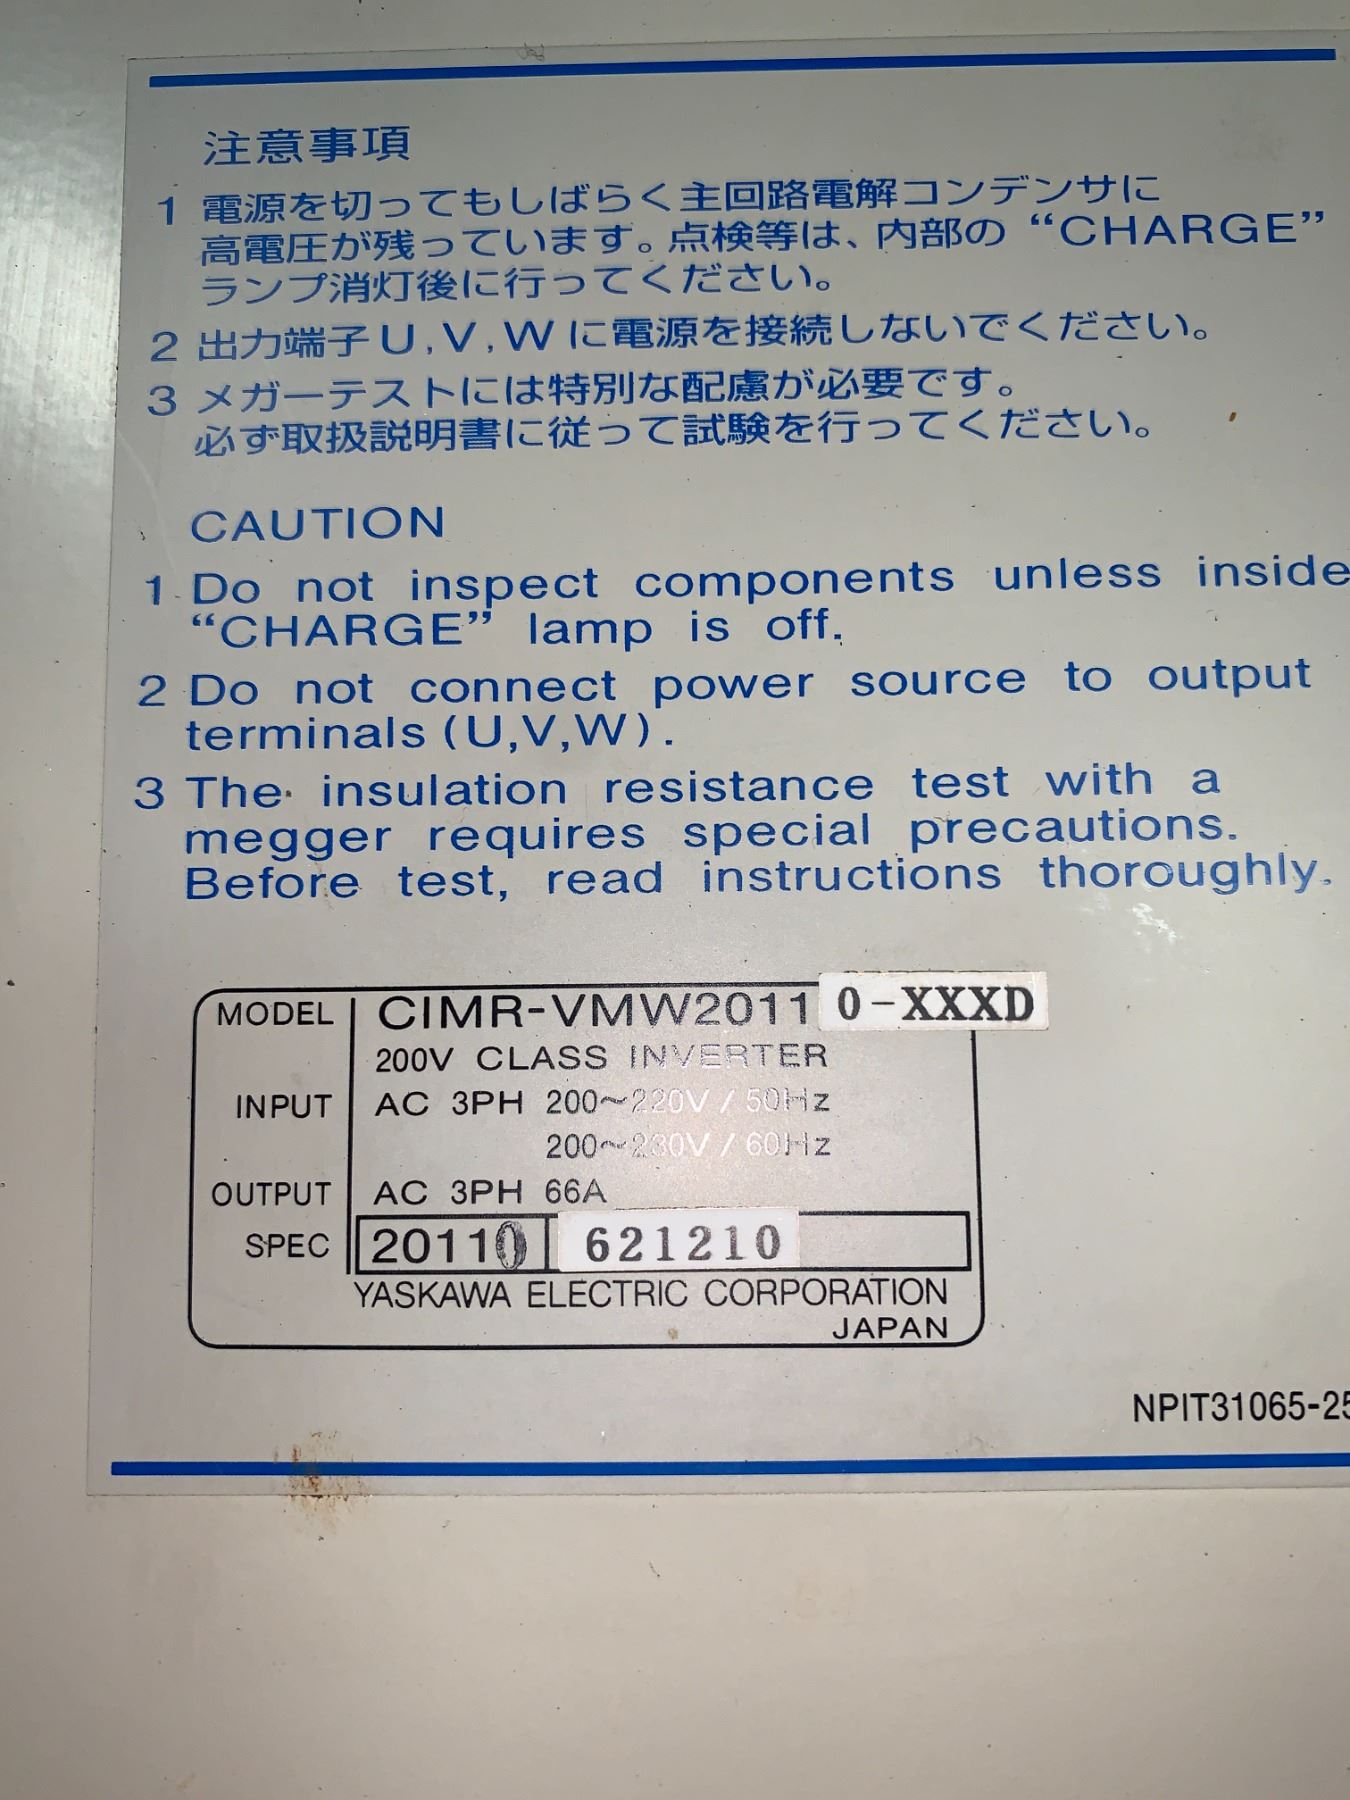 注意事項
1 電源を切ってもしばらく主回路電解コンデンサに
高電圧が残っています。点検等は、内部の “CHARGE”
ランプ消灯後に行ってください。
2 出力端子U,V,Wに電源を接続しないでください。
3 メガーテストには特別な配慮が必要です。
必ず取扱説明書に従って試験を行ってください。
CAUTION
1 Do not inspect components unless inside
“CHARGE” lamp is off.
2 Do not connect power source to output
terminals (U,V,W).
3 The insulation resistance test with a
megger requires special precautions.
Before test, read instructions thoroughly.
MODEL CIMR-VMW20110-XXXD
200V CLASS INVERTER
INPUT AC 3PH 200~220V/50Hz
200~230V/60Hz
OUTPUT AC 3PH 66A
SPEC 20110 621210
YASKAWA ELECTRIC CORPORATION
JAPAN
NPIT31065-25